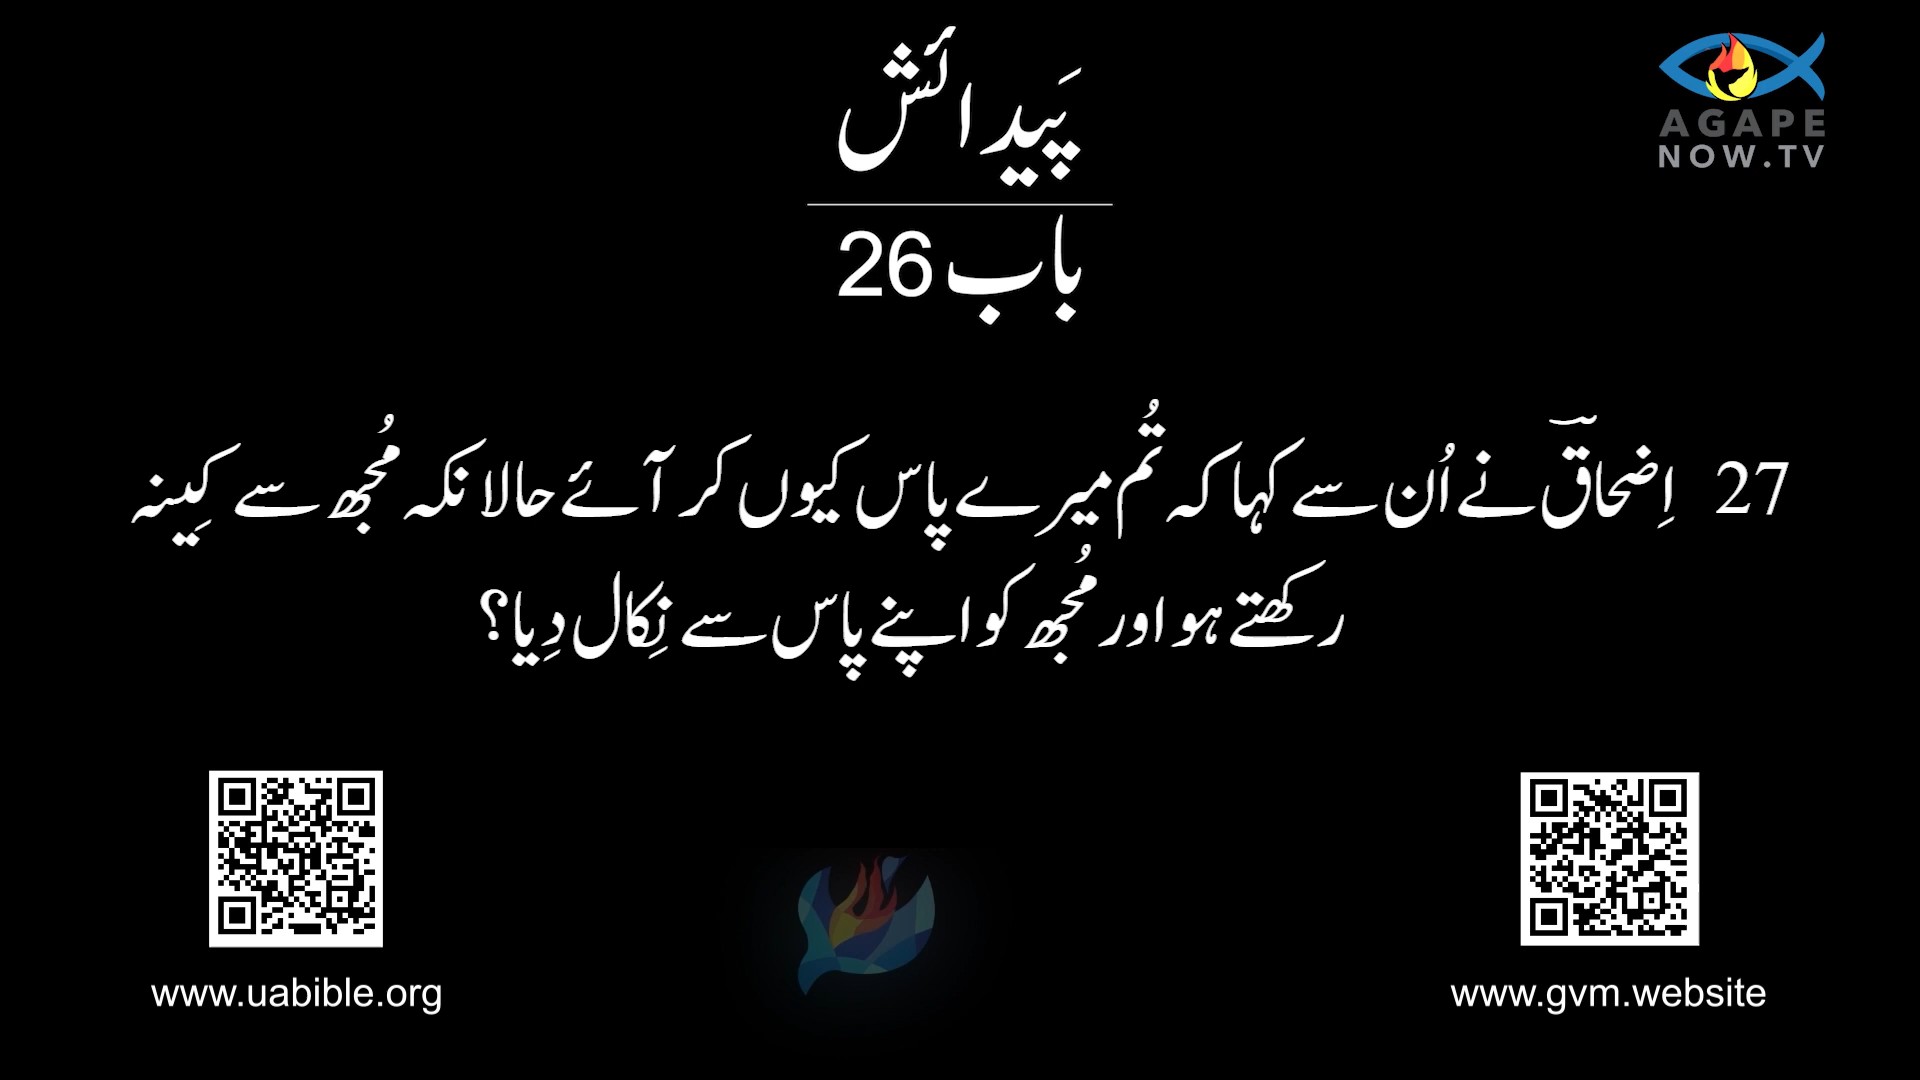 پَیدائش
باب 26
AGAPE
NOW.TV
27 اِضحاقؔ نے اُن سے کہا کہ تُم میرے پاس کیوں کر آئے حالانکہ مُجھ سے کِینہ
رکھتے ہو اور مُجھ کو اپنے پاس سے نِکال دِیا؟
www.uabible.org
www.gvm.website